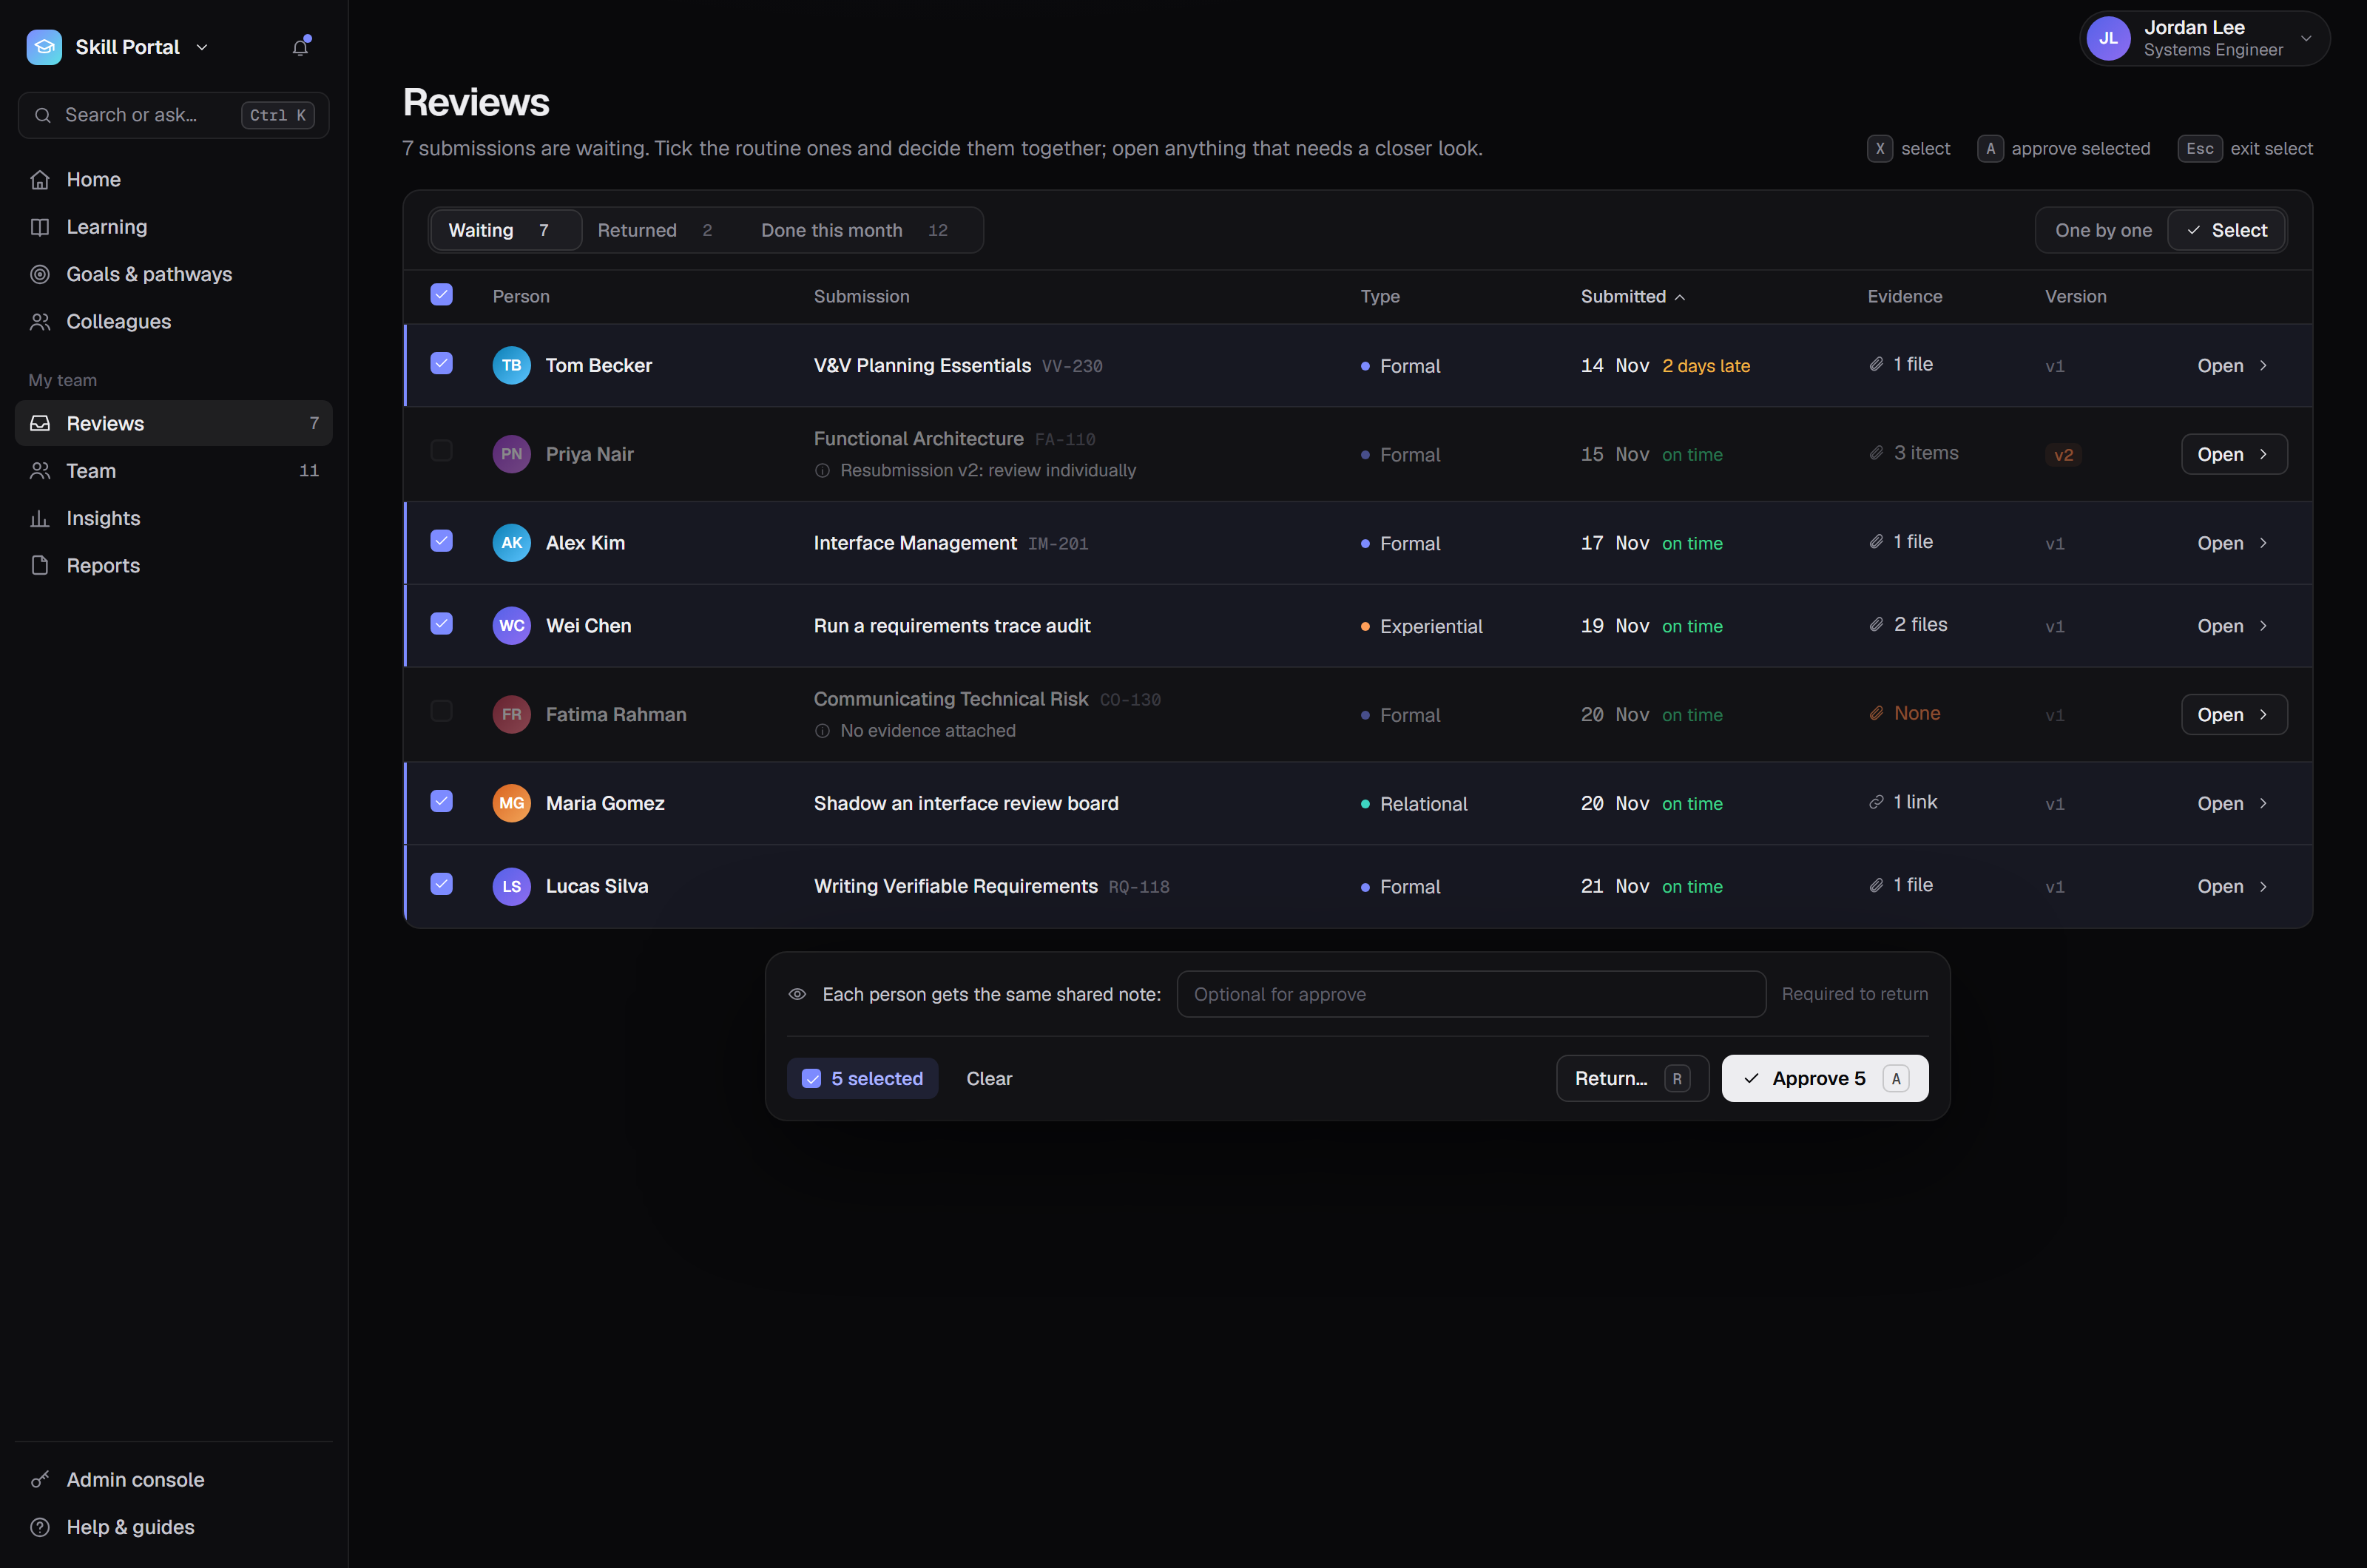 Skill Portal
JL
Jordan Lee
Systems Engineer
Search or ask... Ctrl K
Home
Learning
Goals & pathways
Colleagues
My team
Reviews 7
Team 11
Insights
Reports
Admin console
Help & guides
Reviews
7 submissions are waiting. Tick the routine ones and decide them together; open anything that needs a closer look.
X select A approve selected Esc exit select
Waiting 7 Returned 2 Done this month 12
One by one Select
Person Submission Type Submitted Evidence Version
TB Tom Becker V&V Planning Essentials VV-230 Formal 14 Nov 2 days late 1 file v1 Open
PN Priya Nair Functional Architecture FA-110 Formal 15 Nov on time 3 items v2 Open
Resubmission v2: review individually
AK Alex Kim Interface Management IM-201 Formal 17 Nov on time 1 file v1 Open
WC Wei Chen Run a requirements trace audit Experiential 19 Nov on time 2 files v1 Open
FR Fatima Rahman Communicating Technical Risk CO-130 Formal 20 Nov on time None v1 Open
No evidence attached
MG Maria Gomez Shadow an interface review board Relational 20 Nov on time 1 link v1 Open
LS Lucas Silva Writing Verifiable Requirements RQ-118 Formal 21 Nov on time 1 file v1 Open
Each person gets the same shared note: Optional for approve Required to return
5 selected Clear Return... R Approve 5 A